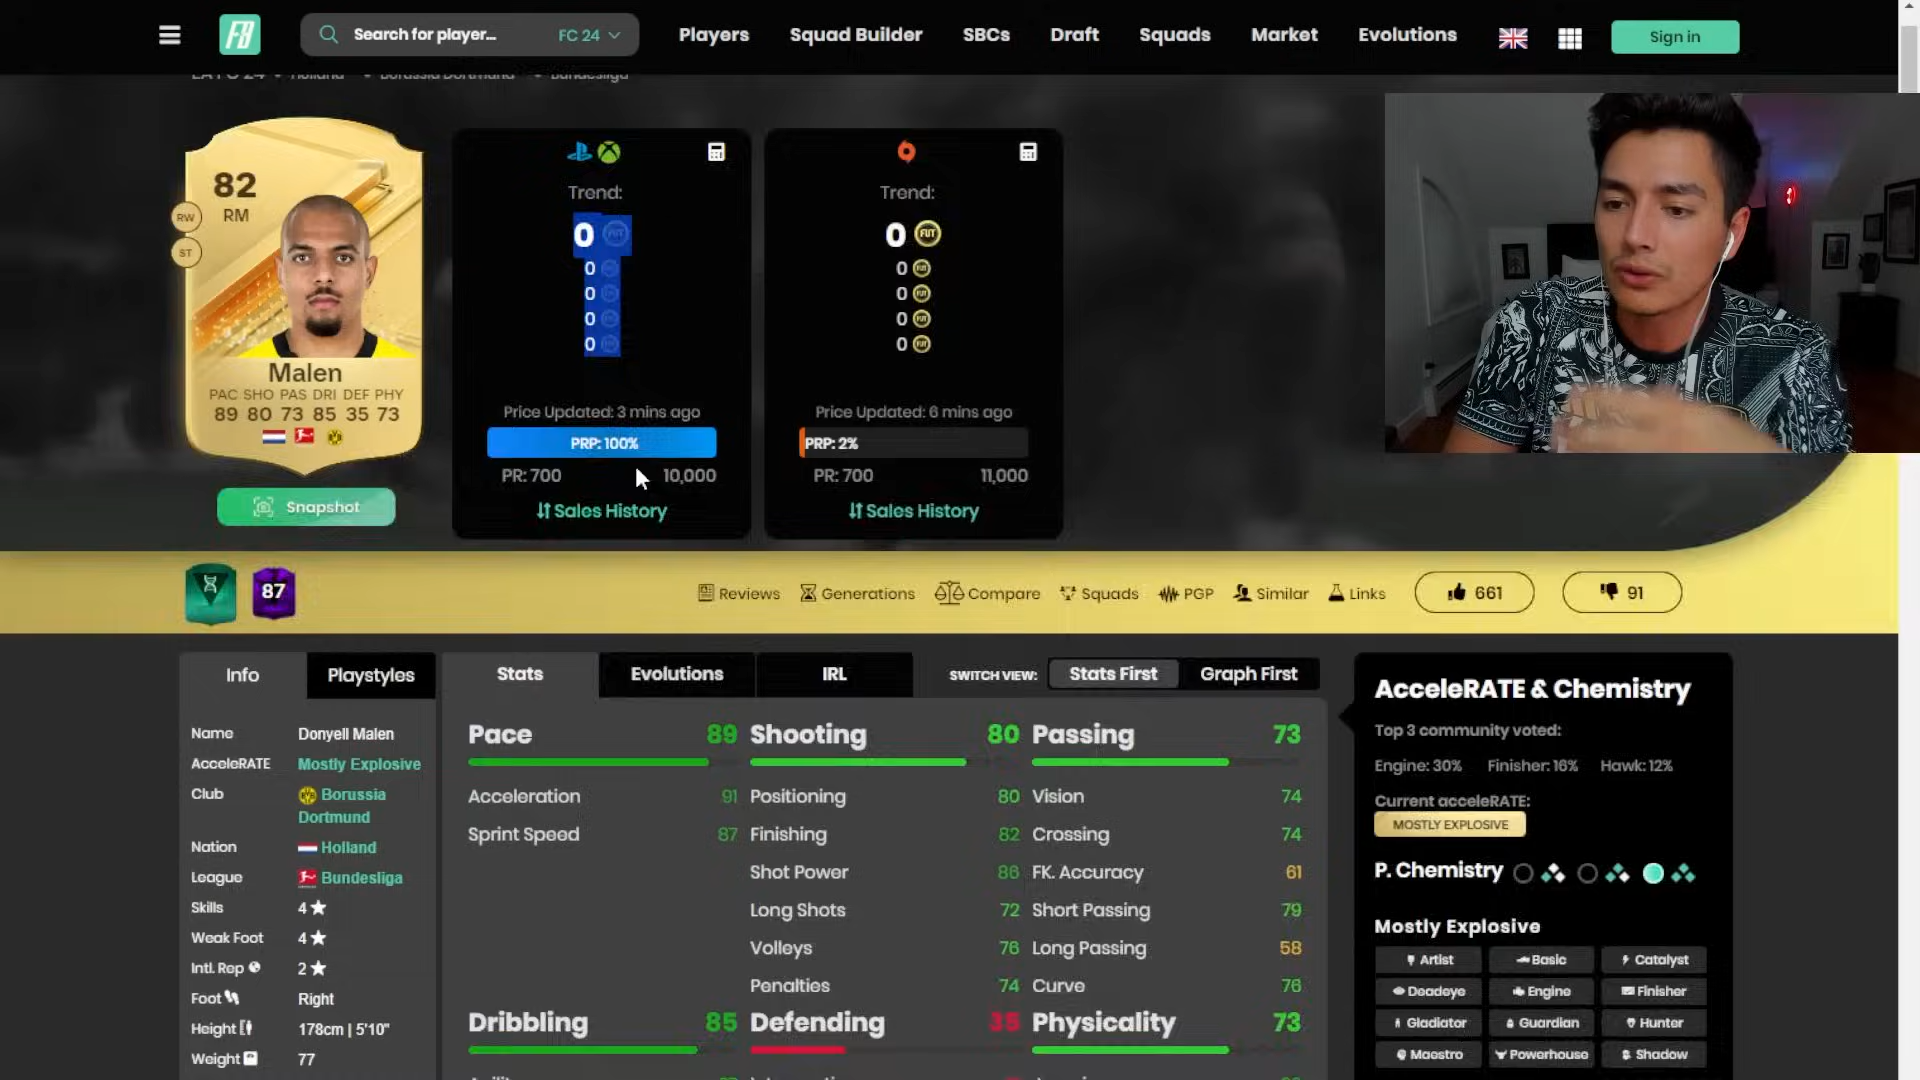 Search for player... FC 24 Players Squad Builder SBCs Draft Squads Market Evolutions Sign in
EA FC 24 • Holland • Borussia Dortmund • Bundesliga
82
RM
RW
ST
Malen
PAC SHO PAS DRI DEF PHY
89 80 73 85 35 73
Snapshot
Trend:
0 FUT
0
0
0
0
Price Updated: 3 mins ago
PRP: 100%
PR: 700 10,000
Sales History
Trend:
0 FUT
0
0
0
0
Price Updated: 6 mins ago
PRP: 2%
PR: 700 11,000
Sales History
87 Reviews Generations Compare Squads PGP Similar Links 661 91
Info Playstyles
Name Donyell Malen
AcceleRATE Mostly Explosive
Club Borussia
Dortmund
Nation Holland
League Bundesliga
Skills 4
Weak Foot 4
Intl. Rep 2
Foot Right
Height 178cm | 5'10"
Weight 77
Stats Evolutions IRL SWITCH VIEW: Stats First Graph First
Pace 89
Acceleration 91
Sprint Speed 87
Shooting 80
Positioning 80
Finishing 82
Shot Power 86
Long Shots 72
Volleys 76
Penalties 74
Passing 73
Vision 74
Crossing 74
FK. Accuracy 61
Short Passing 79
Long Passing 58
Curve 76
Dribbling 85
Defending 35
Physicality 73
AcceleRATE & Chemistry
Top 3 community voted:
Engine: 30% Finisher: 16% Hawk: 12%
Current acceleRATE:
MOSTLY EXPLOSIVE
P. Chemistry
Mostly Explosive
Artist Basic Catalyst
Deadeye Engine Finisher
Gladiator Guardian Hunter
Maestro Powerhouse Shadow